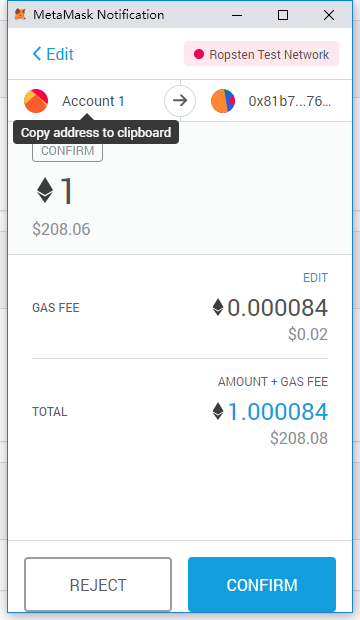 MetaMask Notification
Edit
Ropsten Test Network
Account 1
0x81b7...76...
Copy address to clipboard
CONFIRM
1
$208.06
EDIT
GAS FEE
0.000084
$0.02
AMOUNT + GAS FEE
TOTAL
1.000084
$208.08
REJECT
CONFIRM